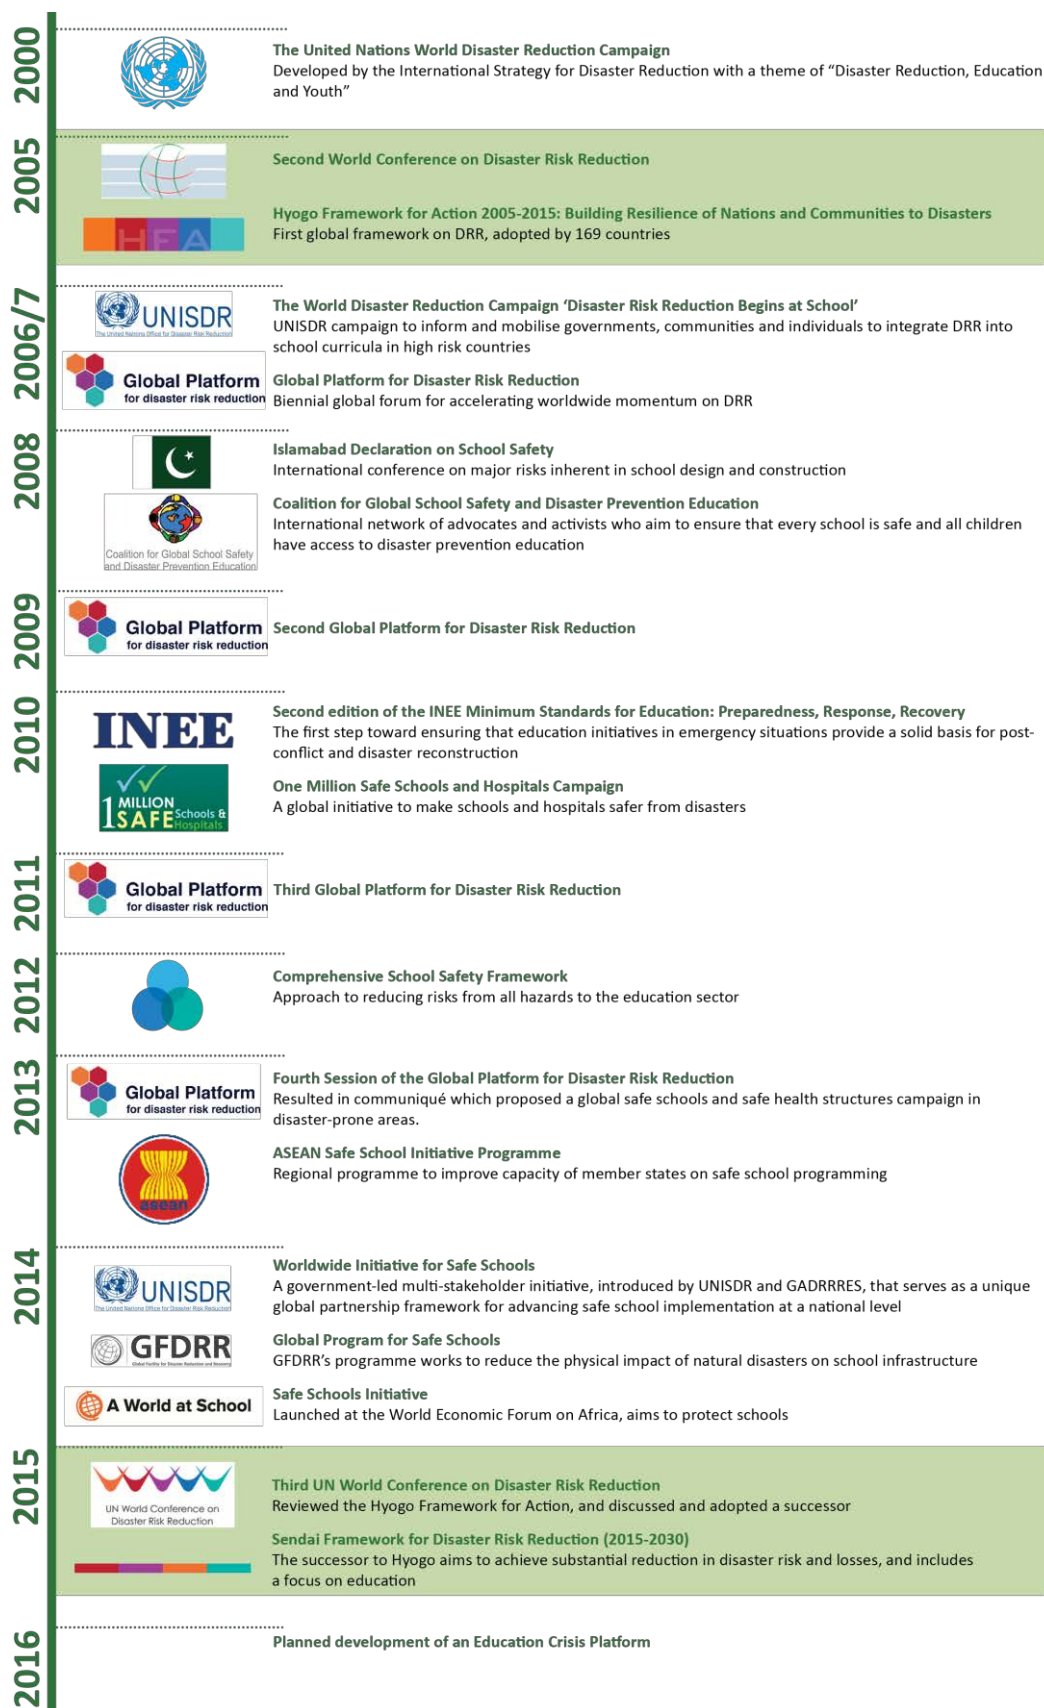 2000
The United Nations World Disaster Reduction Campaign
Developed by the International Strategy for Disaster Reduction with a theme of “Disaster Reduction, Education
and Youth”
2005
Second World Conference on Disaster Risk Reduction
HFA
Hyogo Framework for Action 2005-2015: Building Resilience of Nations and Communities to Disasters
First global framework on DRR, adopted by 169 countries
2006/7
UNISDR
The United Nations Office for Disaster Risk Reduction
The World Disaster Reduction Campaign ‘Disaster Risk Reduction Begins at School’
UNISDR campaign to inform and mobilise governments, communities and individuals to integrate DRR into
school curricula in high risk countries
Global Platform
for disaster risk reduction
Global Platform for Disaster Risk Reduction
Biennial global forum for accelerating worldwide momentum on DRR
2008
Islamabad Declaration on School Safety
International conference on major risks inherent in school design and construction
Coalition for Global School Safety
and Disaster Prevention Education
Coalition for Global School Safety and Disaster Prevention Education
International network of advocates and activists who aim to ensure that every school is safe and all children
have access to disaster prevention education
2009
Global Platform
for disaster risk reduction
Second Global Platform for Disaster Risk Reduction
2010
INEE
Second edition of the INEE Minimum Standards for Education: Preparedness, Response, Recovery
The first step toward ensuring that education initiatives in emergency situations provide a solid basis for post-
conflict and disaster reconstruction
1 MILLION
SAFE Schools &
Hospitals
One Million Safe Schools and Hospitals Campaign
A global initiative to make schools and hospitals safer from disasters
2011
Global Platform
for disaster risk reduction
Third Global Platform for Disaster Risk Reduction
2012
Comprehensive School Safety Framework
Approach to reducing risks from all hazards to the education sector
2013
Global Platform
for disaster risk reduction
Fourth Session of the Global Platform for Disaster Risk Reduction
Resulted in communiqué which proposed a global safe schools and safe health structures campaign in
disaster-prone areas.
asean
ASEAN Safe School Initiative Programme
Regional programme to improve capacity of member states on safe school programming
2014
UNISDR
The United Nations Office for Disaster Risk Reduction
Worldwide Initiative for Safe Schools
A government-led multi-stakeholder initiative, introduced by UNISDR and GADRRRES, that serves as a unique
global partnership framework for advancing safe school implementation at a national level
GFDRR
Global Facility for Disaster Reduction and Recovery
Global Program for Safe Schools
GFDRR’s programme works to reduce the physical impact of natural disasters on school infrastructure
A World at School
Safe Schools Initiative
Launched at the World Economic Forum on Africa, aims to protect schools
2015
UN World Conference on
Disaster Risk Reduction
Third UN World Conference on Disaster Risk Reduction
Reviewed the Hyogo Framework for Action, and discussed and adopted a successor
Sendai Framework for Disaster Risk Reduction (2015-2030)
The successor to Hyogo aims to achieve substantial reduction in disaster risk and losses, and includes
a focus on education
2016
Planned development of an Education Crisis Platform